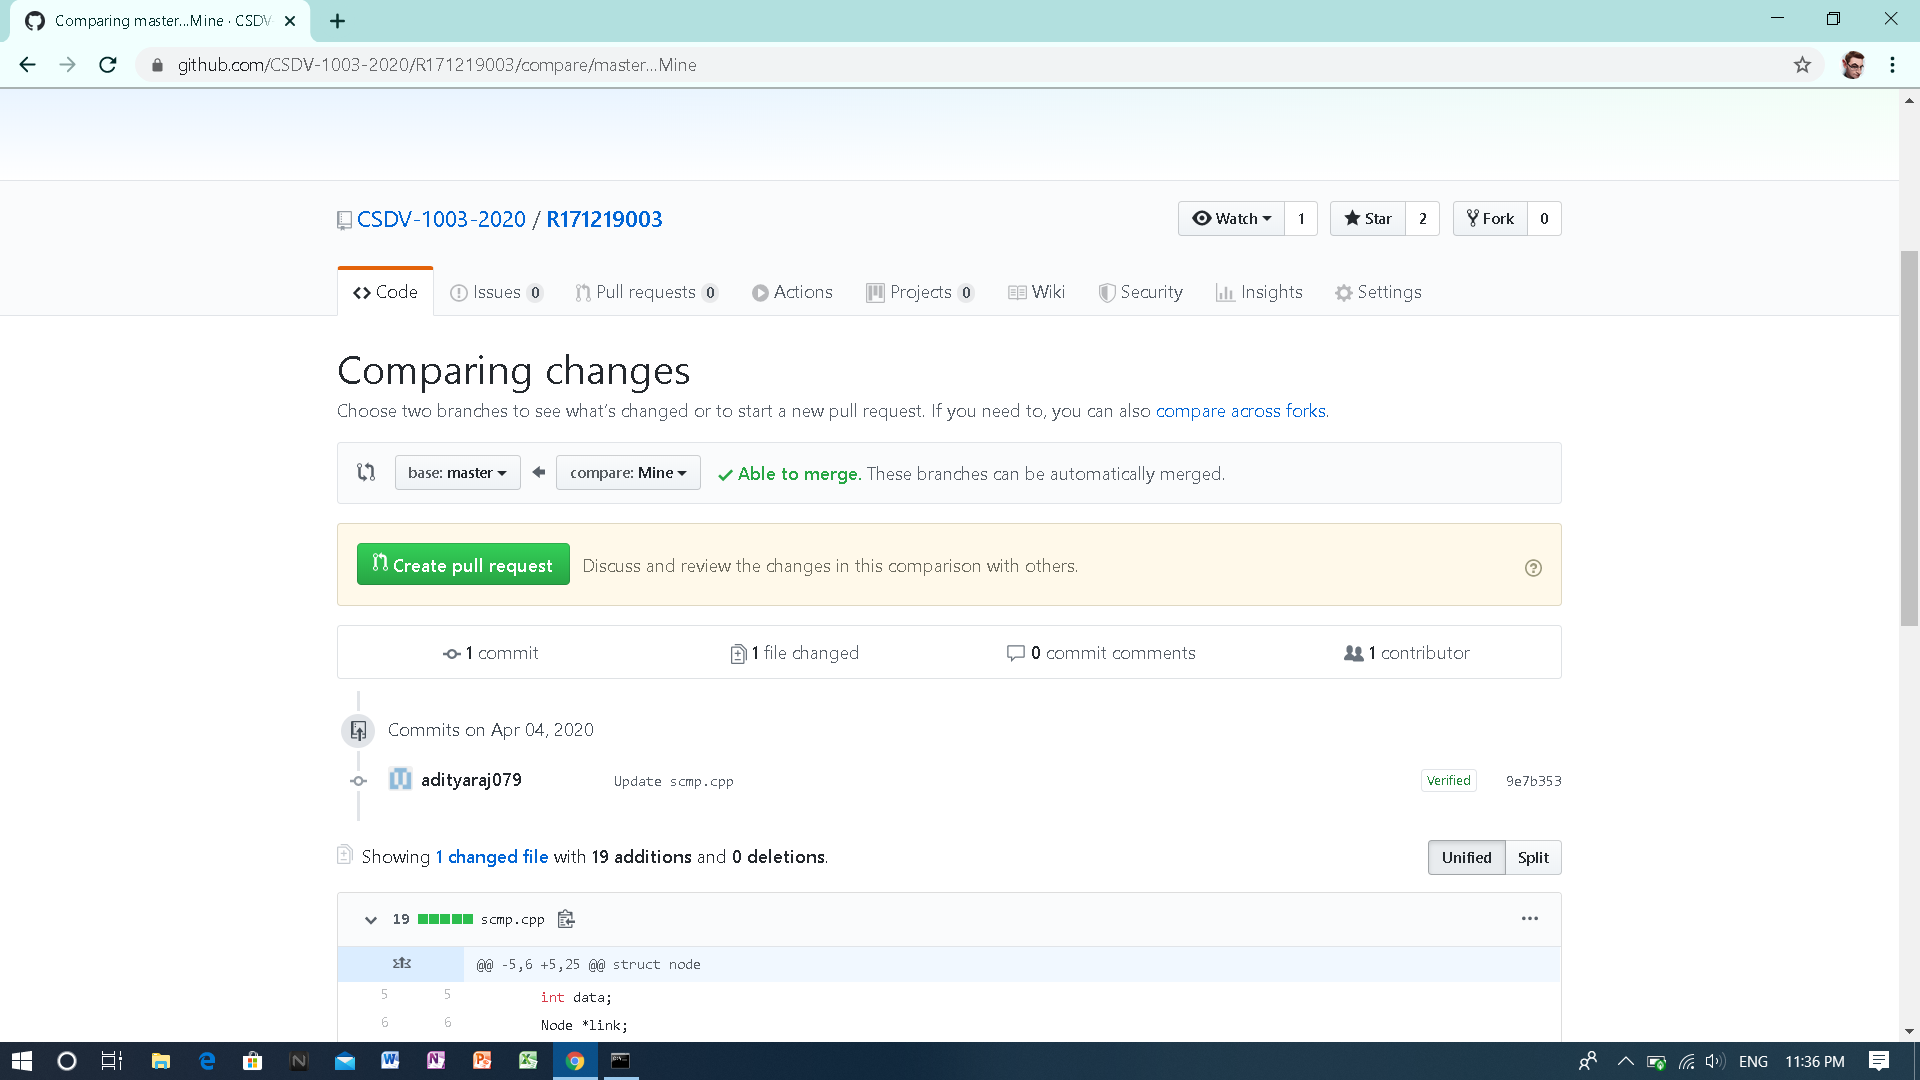 Comparing master...Mine · CSDV
github.com/CSDV-1003-2020/R171219003/compare/master...Mine
CSDV-1003-2020 / R171219003
Watch 1 Star 2 Fork 0
Code Issues 0 Pull requests 0 Actions Projects 0 Wiki Security Insights Settings
Comparing changes
Choose two branches to see what's changed or to start a new pull request. If you need to, you can also compare across forks.
base: master compare: Mine Able to merge. These branches can be automatically merged.
Create pull request Discuss and review the changes in this comparison with others.
1 commit 1 file changed 0 commit comments 1 contributor
Commits on Apr 04, 2020
adityaraj079 Update scmp.cpp Verified 9e7b353
Showing 1 changed file with 19 additions and 0 deletions.
Unified Split
19 scmp.cpp
@@ -5,6 +5,25 @@ struct node
5 5 int data;
6 6 Node *link;
ENG 11:36 PM